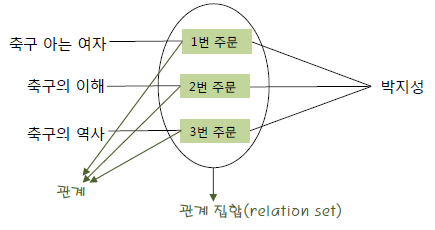 축구 아는 여자
1번 주문
축구의 이해
2번 주문
박지성
축구의 역사
3번 주문
관계
관계 집합(relation set)